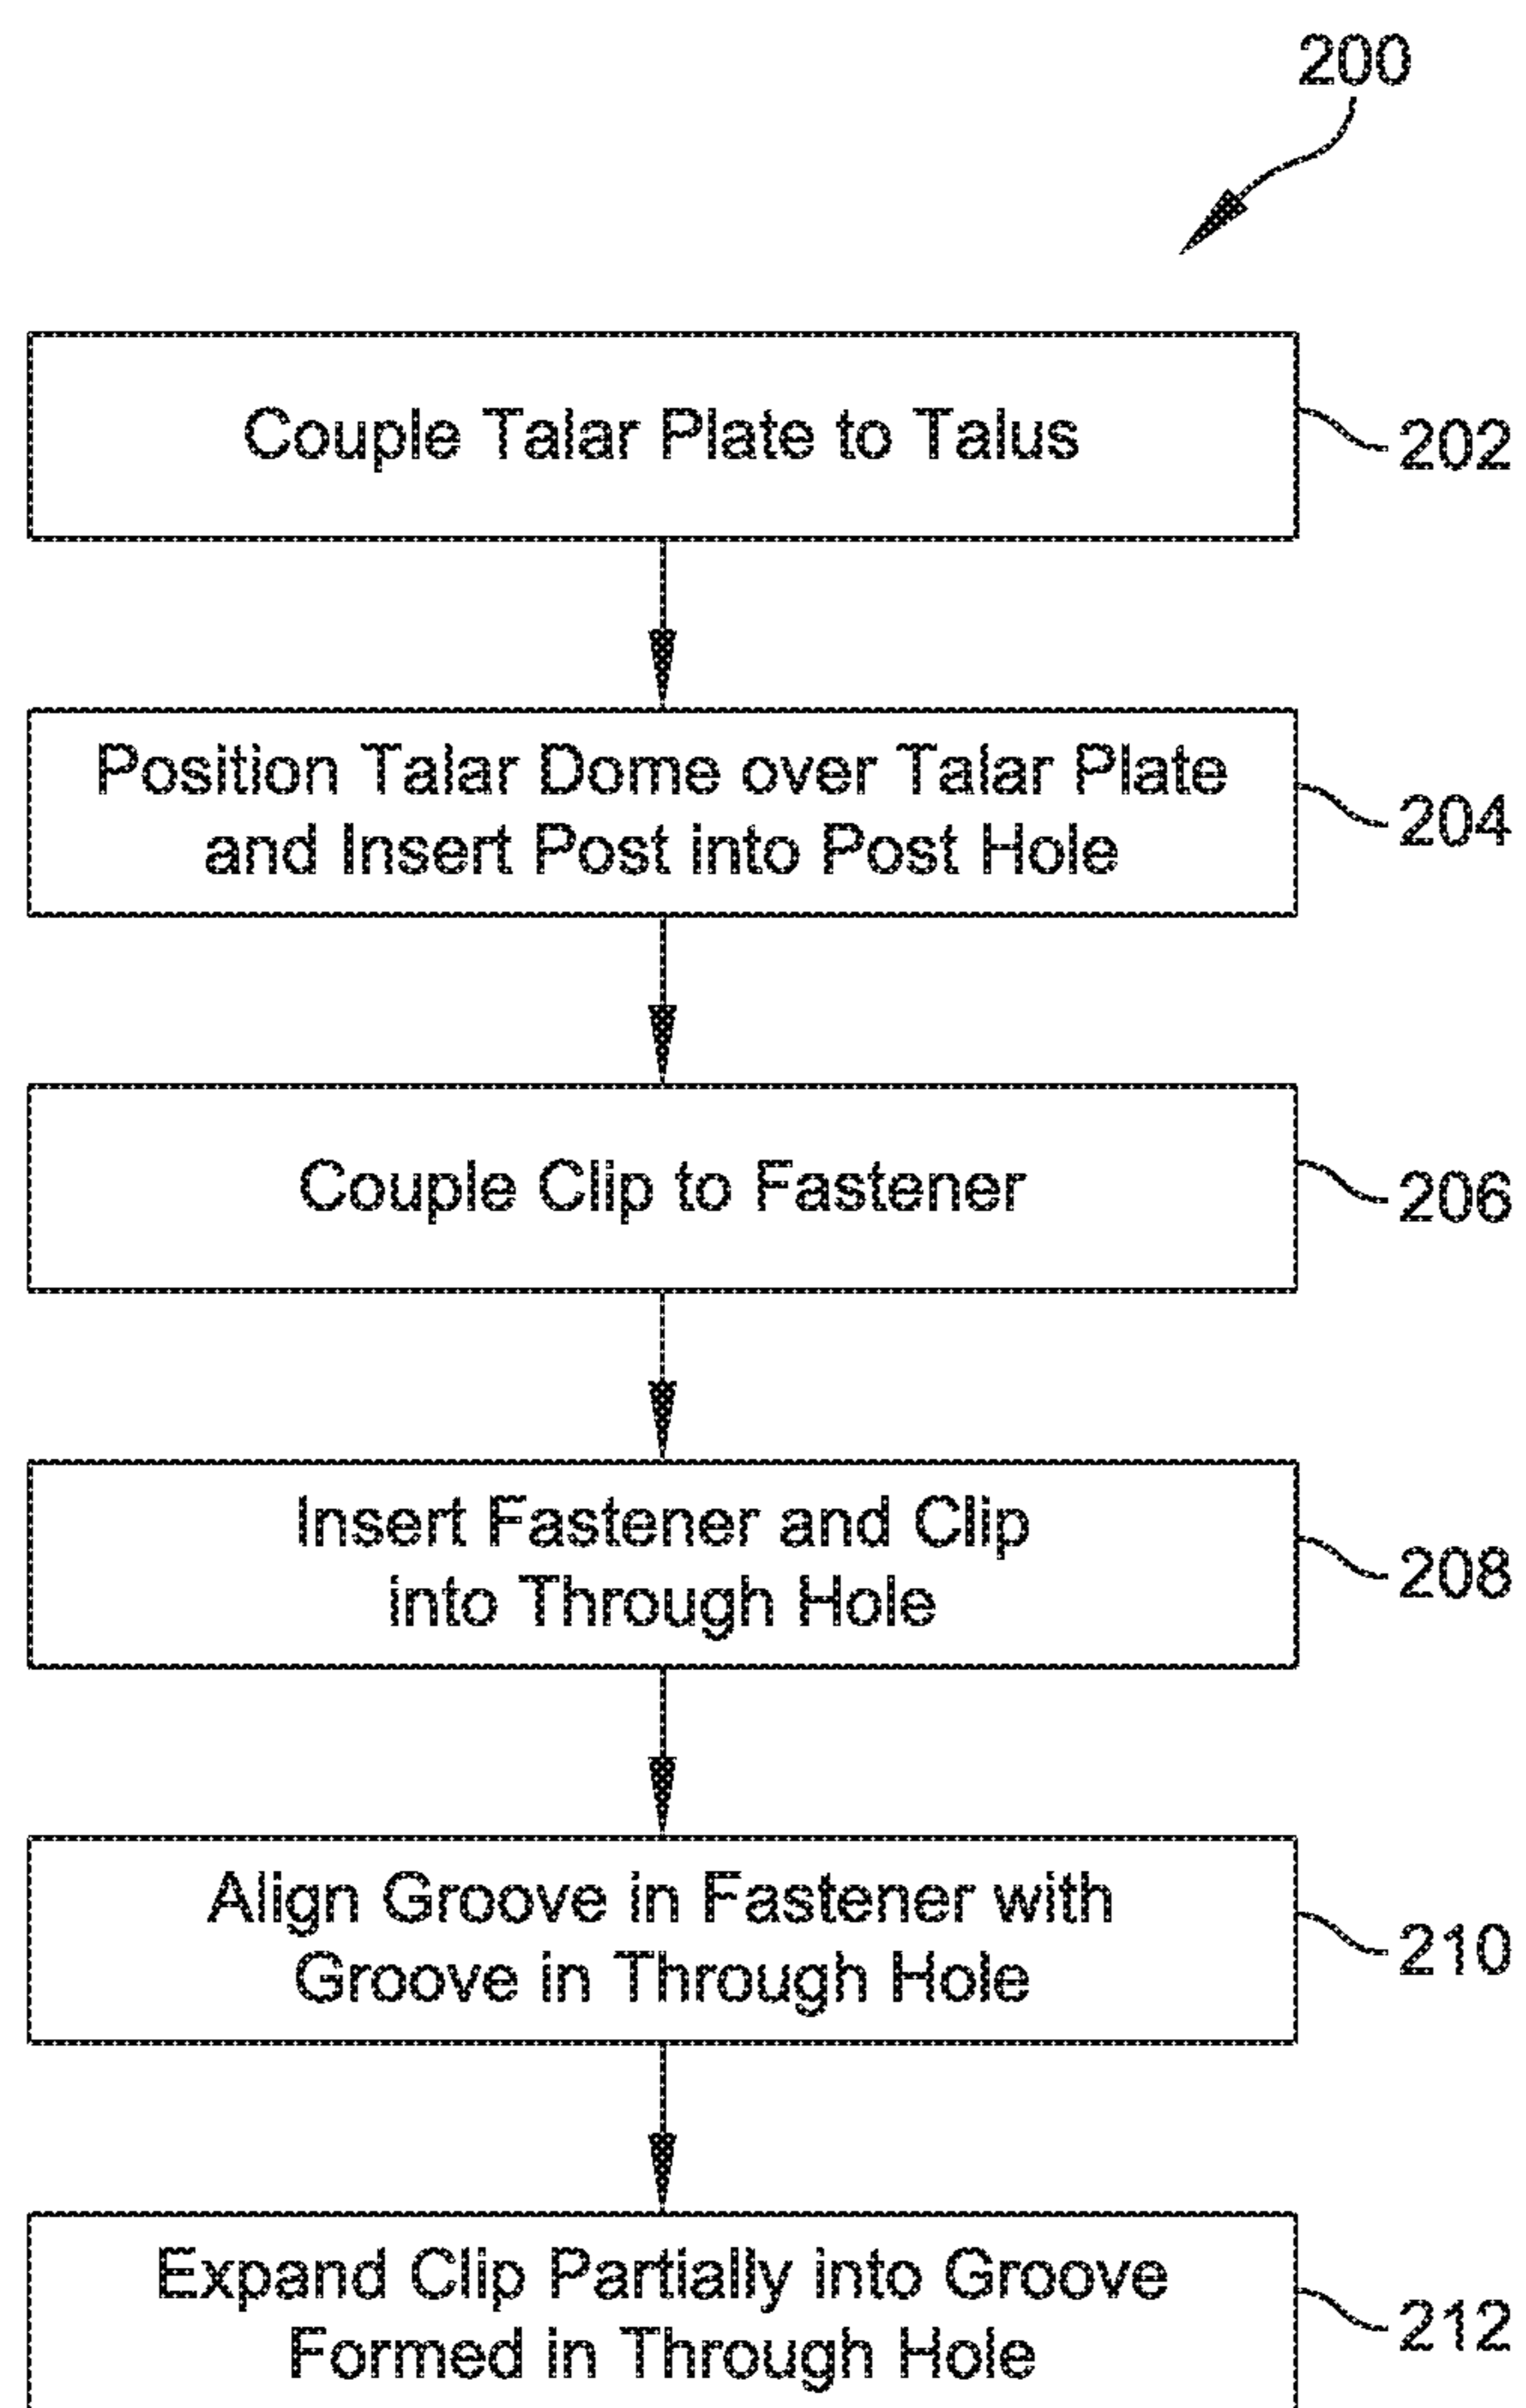 200
Couple Talar Plate to Talus
202
Position Talar Dome over Talar Plate
and Insert Post into Post Hole
204
Couple Clip to Fastener
206
Insert Fastener and Clip
into Through Hole
208
Align Groove in Fastener with
Groove in Through Hole
210
Expand Clip Partially into Groove
Formed in Through Hole
212